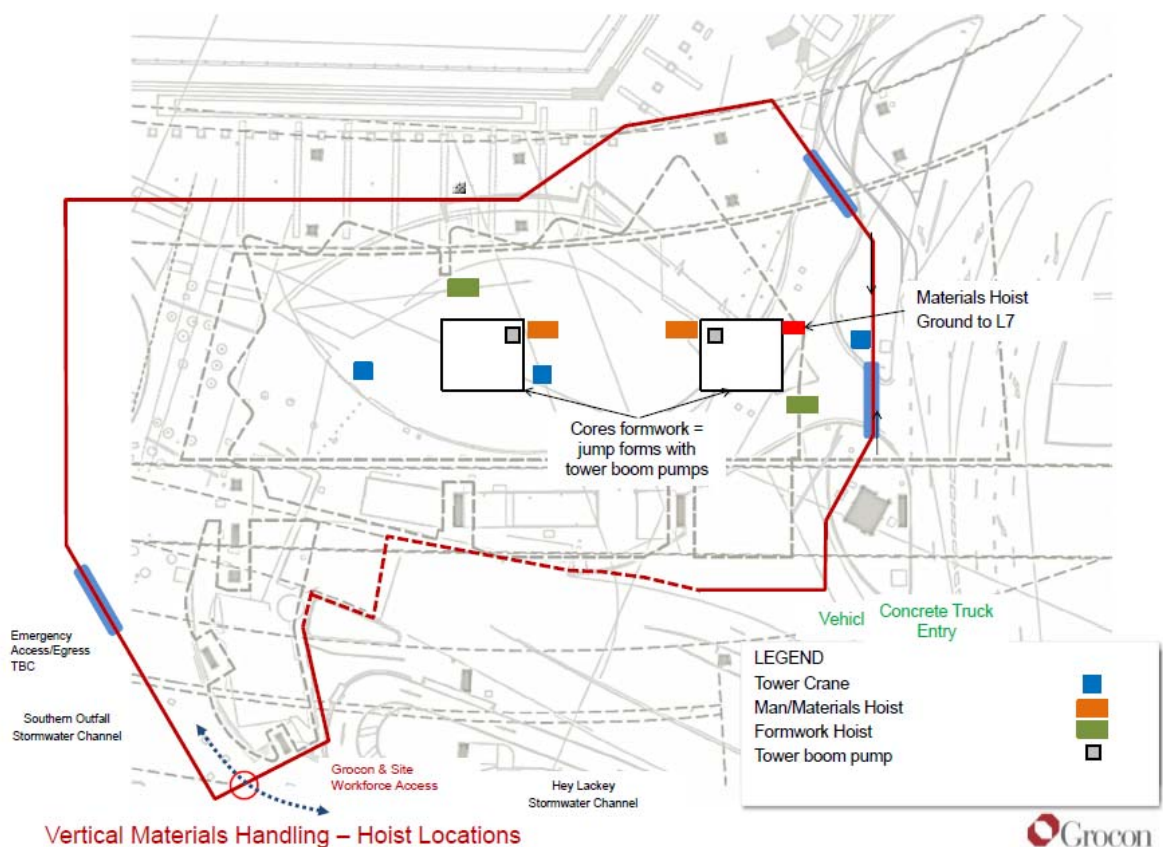 Materials Hoist
Ground to L7
Cores formwork =
jump forms with
tower boom pumps
Emergency
Access/Egress
TBC
Southern Outfall
Stormwater Channel
Grocon & Site
Workforce Access
Hey Lackey
Stormwater Channel
Vehicl
Concrete Truck
Entry
LEGEND
Tower Crane
Man/Materials Hoist
Formwork Hoist
Tower boom pump
Vertical Materials Handling – Hoist Locations
Grocon